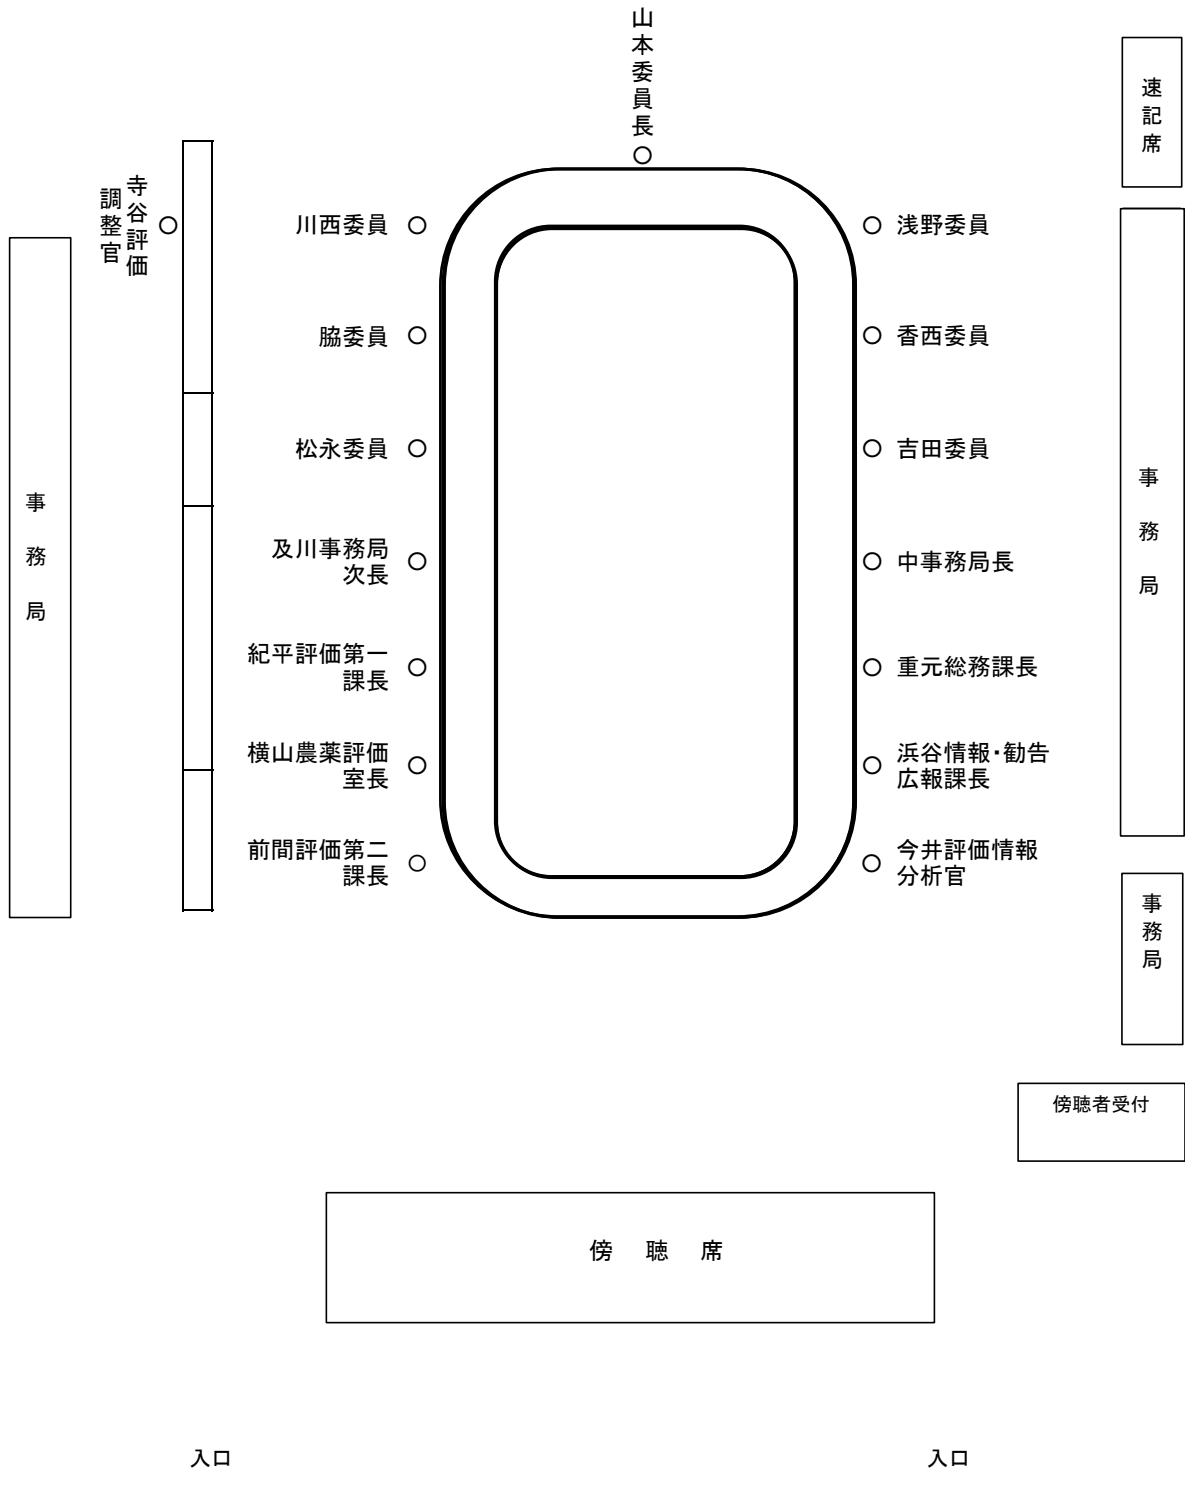 山本委員長
速記席
寺谷評価
調整官
川西委員
浅野委員
脇委員
香西委員
松永委員
吉田委員
事務局
事務局
及川事務局
次長
中事務局長
紀平評価第一
課長
重元総務課長
横山農薬評価
室長
浜谷情報・勧告
広報課長
前間評価第二
課長
今井評価情報
分析官
事務局
傍聴者受付
傍 聴 席
入口
入口